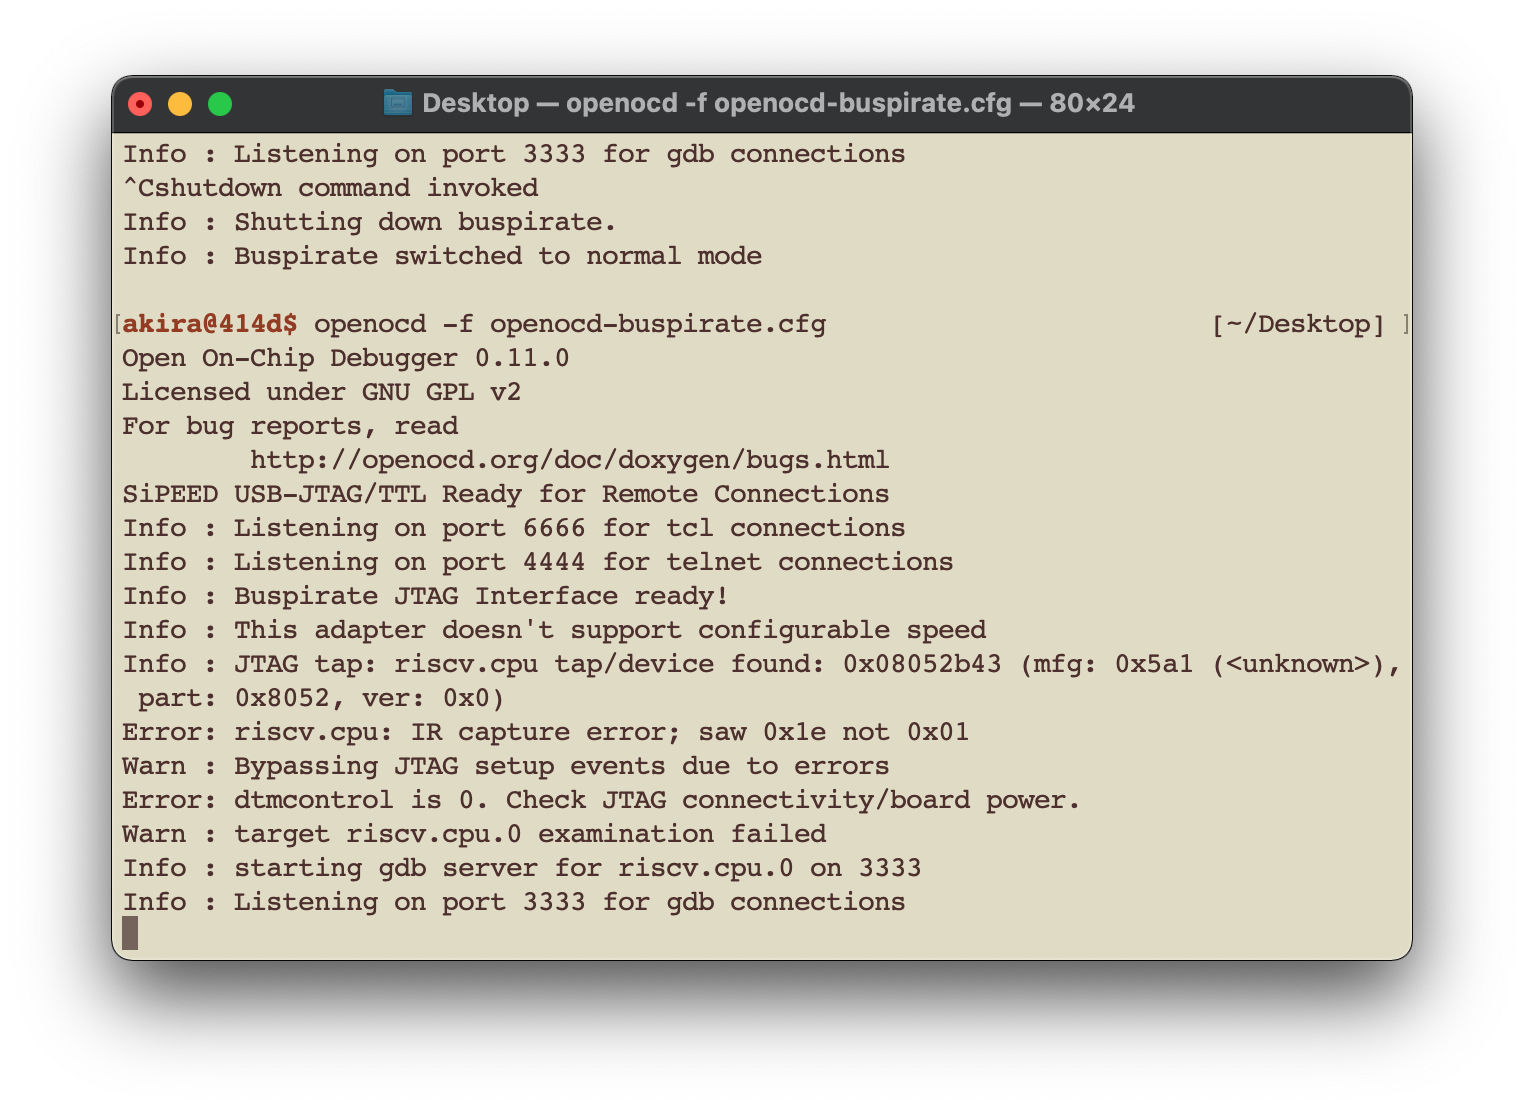 Desktop — openocd -f openocd-buspirate.cfg — 80×24
Info : Listening on port 3333 for gdb connections
^Cshutdown command invoked
Info : Shutting down buspirate.
Info : Buspirate switched to normal mode
[akira@414d$ openocd -f openocd-buspirate.cfg [~/Desktop] ]
Open On-Chip Debugger 0.11.0
Licensed under GNU GPL v2
For bug reports, read
http://openocd.org/doc/doxygen/bugs.html
SiPEED USB-JTAG/TTL Ready for Remote Connections
Info : Listening on port 6666 for tcl connections
Info : Listening on port 4444 for telnet connections
Info : Buspirate JTAG Interface ready!
Info : This adapter doesn't support configurable speed
Info : JTAG tap: riscv.cpu tap/device found: 0x08052b43 (mfg: 0x5a1 (<unknown>),
part: 0x8052, ver: 0x0)
Error: riscv.cpu: IR capture error; saw 0x1e not 0x01
Warn : Bypassing JTAG setup events due to errors
Error: dtmcontrol is 0. Check JTAG connectivity/board power.
Warn : target riscv.cpu.0 examination failed
Info : starting gdb server for riscv.cpu.0 on 3333
Info : Listening on port 3333 for gdb connections